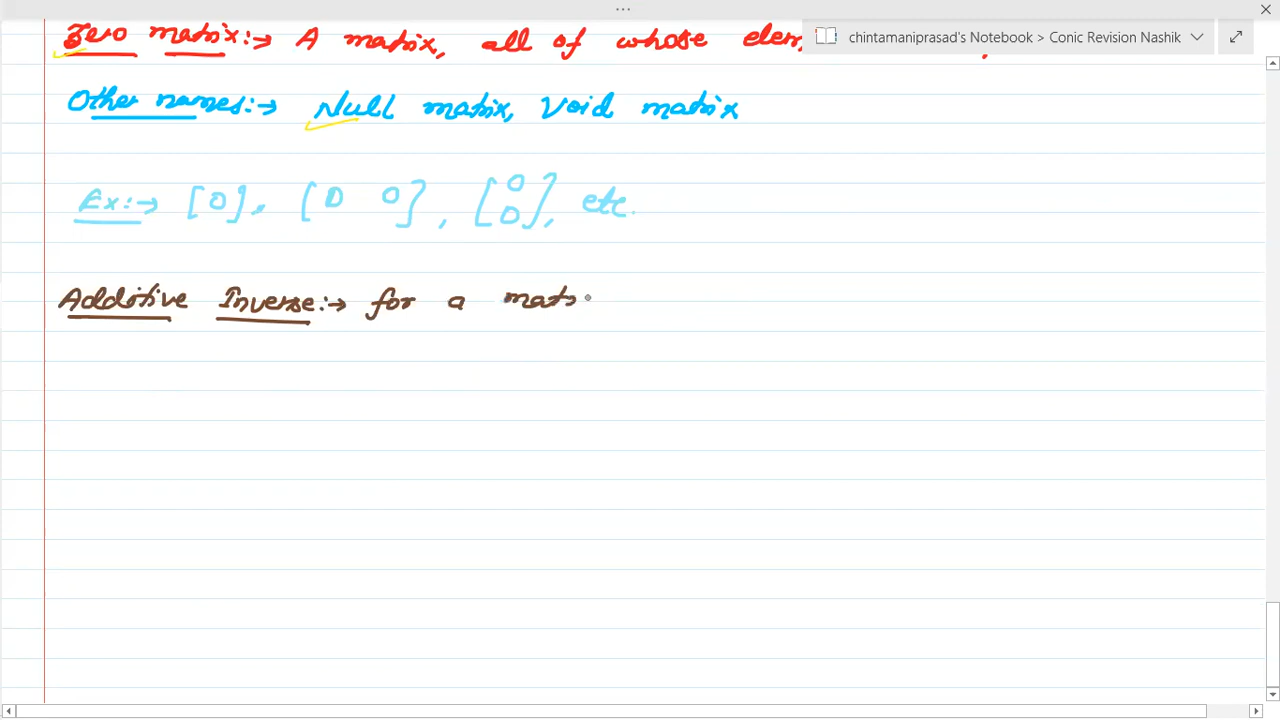 Zero matrix:→ A matrix, all of whose elem
chintamaniprasad's Notebook > Conic Revision Nashik
Other names:→ Null matrix, Void matrix
Ex:→ [0], [0 0], [0 0], etc.
Additive Inverse:→ for a mat